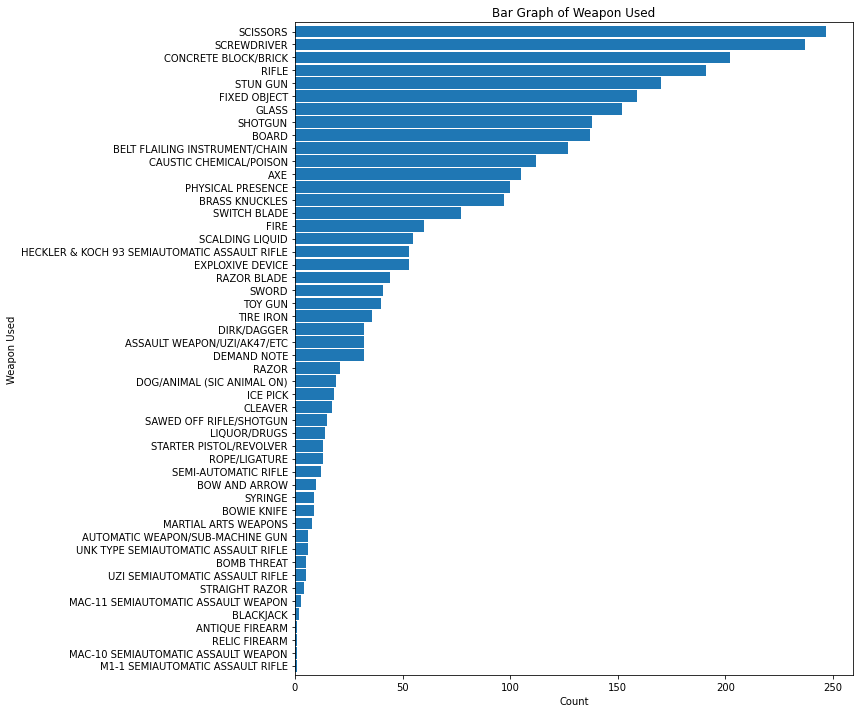 Bar Graph of Weapon Used
SCISSORS
SCREWDRIVER
CONCRETE BLOCK/BRICK
RIFLE
STUN GUN
FIXED OBJECT
GLASS
SHOTGUN
BOARD
BELT FLAILING INSTRUMENT/CHAIN
CAUSTIC CHEMICAL/POISON
AXE
PHYSICAL PRESENCE
BRASS KNUCKLES
SWITCH BLADE
FIRE
SCALDING LIQUID
HECKLER & KOCH 93 SEMIAUTOMATIC ASSAULT RIFLE
EXPLOXIVE DEVICE
RAZOR BLADE
SWORD
TOY GUN
TIRE IRON
DIRK/DAGGER
ASSAULT WEAPON/UZI/AK47/ETC
DEMAND NOTE
RAZOR
DOG/ANIMAL (SIC ANIMAL ON)
ICE PICK
CLEAVER
SAWED OFF RIFLE/SHOTGUN
LIQUOR/DRUGS
STARTER PISTOL/REVOLVER
ROPE/LIGATURE
SEMI-AUTOMATIC RIFLE
BOW AND ARROW
SYRINGE
BOWIE KNIFE
MARTIAL ARTS WEAPONS
AUTOMATIC WEAPON/SUB-MACHINE GUN
UNK TYPE SEMIAUTOMATIC ASSAULT RIFLE
BOMB THREAT
UZI SEMIAUTOMATIC ASSAULT RIFLE
STRAIGHT RAZOR
MAC-11 SEMIAUTOMATIC ASSAULT WEAPON
BLACKJACK
ANTIQUE FIREARM
RELIC FIREARM
MAC-10 SEMIAUTOMATIC ASSAULT WEAPON
M1-1 SEMIAUTOMATIC ASSAULT RIFLE
Weapon Used
0 50 100 150 200 250
Count